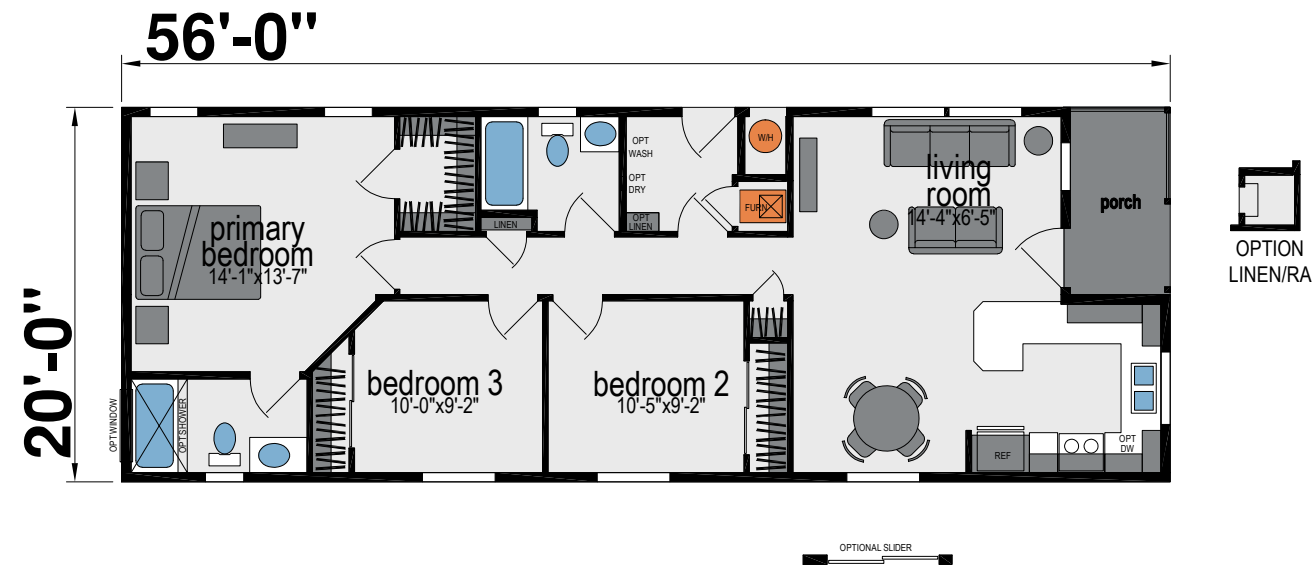 56'-0"
20'-0"
primary
bedroom
14'-1"x13'-7"
LINEN
OPT
WASH
OPT
DRY
OPT
LINEN
W/H
FURN
living
room
14'-4"x6'-5"
porch
OPTION
LINEN/RA
OPT WINDOW
OPT SHOWER
bedroom 3
10'-0"x9'-2"
bedroom 2
10'-5"x9'-2"
REF
OPT
DW
OPTIONAL SLIDER